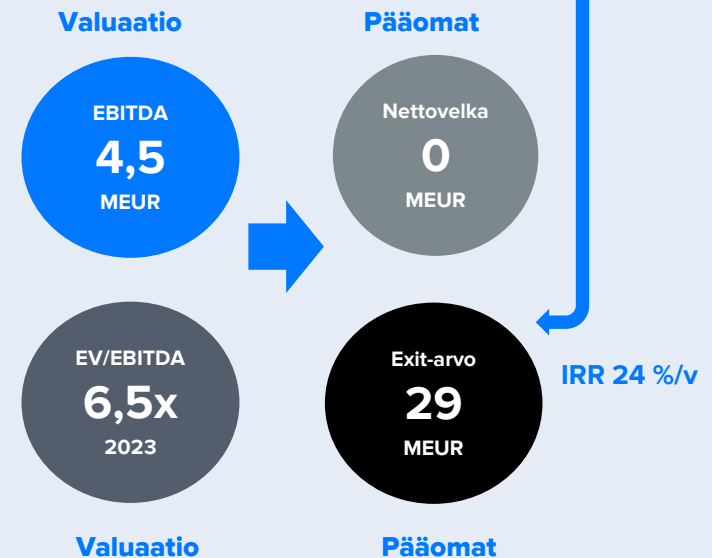 Valuaatio
Pääomat
EBITDA
4,5
MEUR
Nettovelka
0
MEUR
EV/EBITDA
6,5x
2023
Exit-arvo
29
MEUR
IRR 24 %/v
Valuaatio
Pääomat